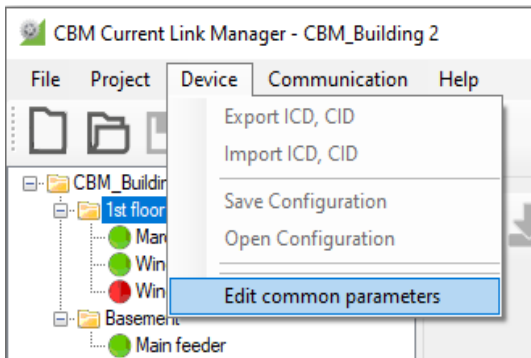 CBM Current Link Manager - CBM_Building 2
File Project Device Communication Help
Export ICD, CID
Import ICD, CID
CBM_Buildin
Save Configuration
1st floor
Open Configuration
Edit common parameters
Basement
Main feeder